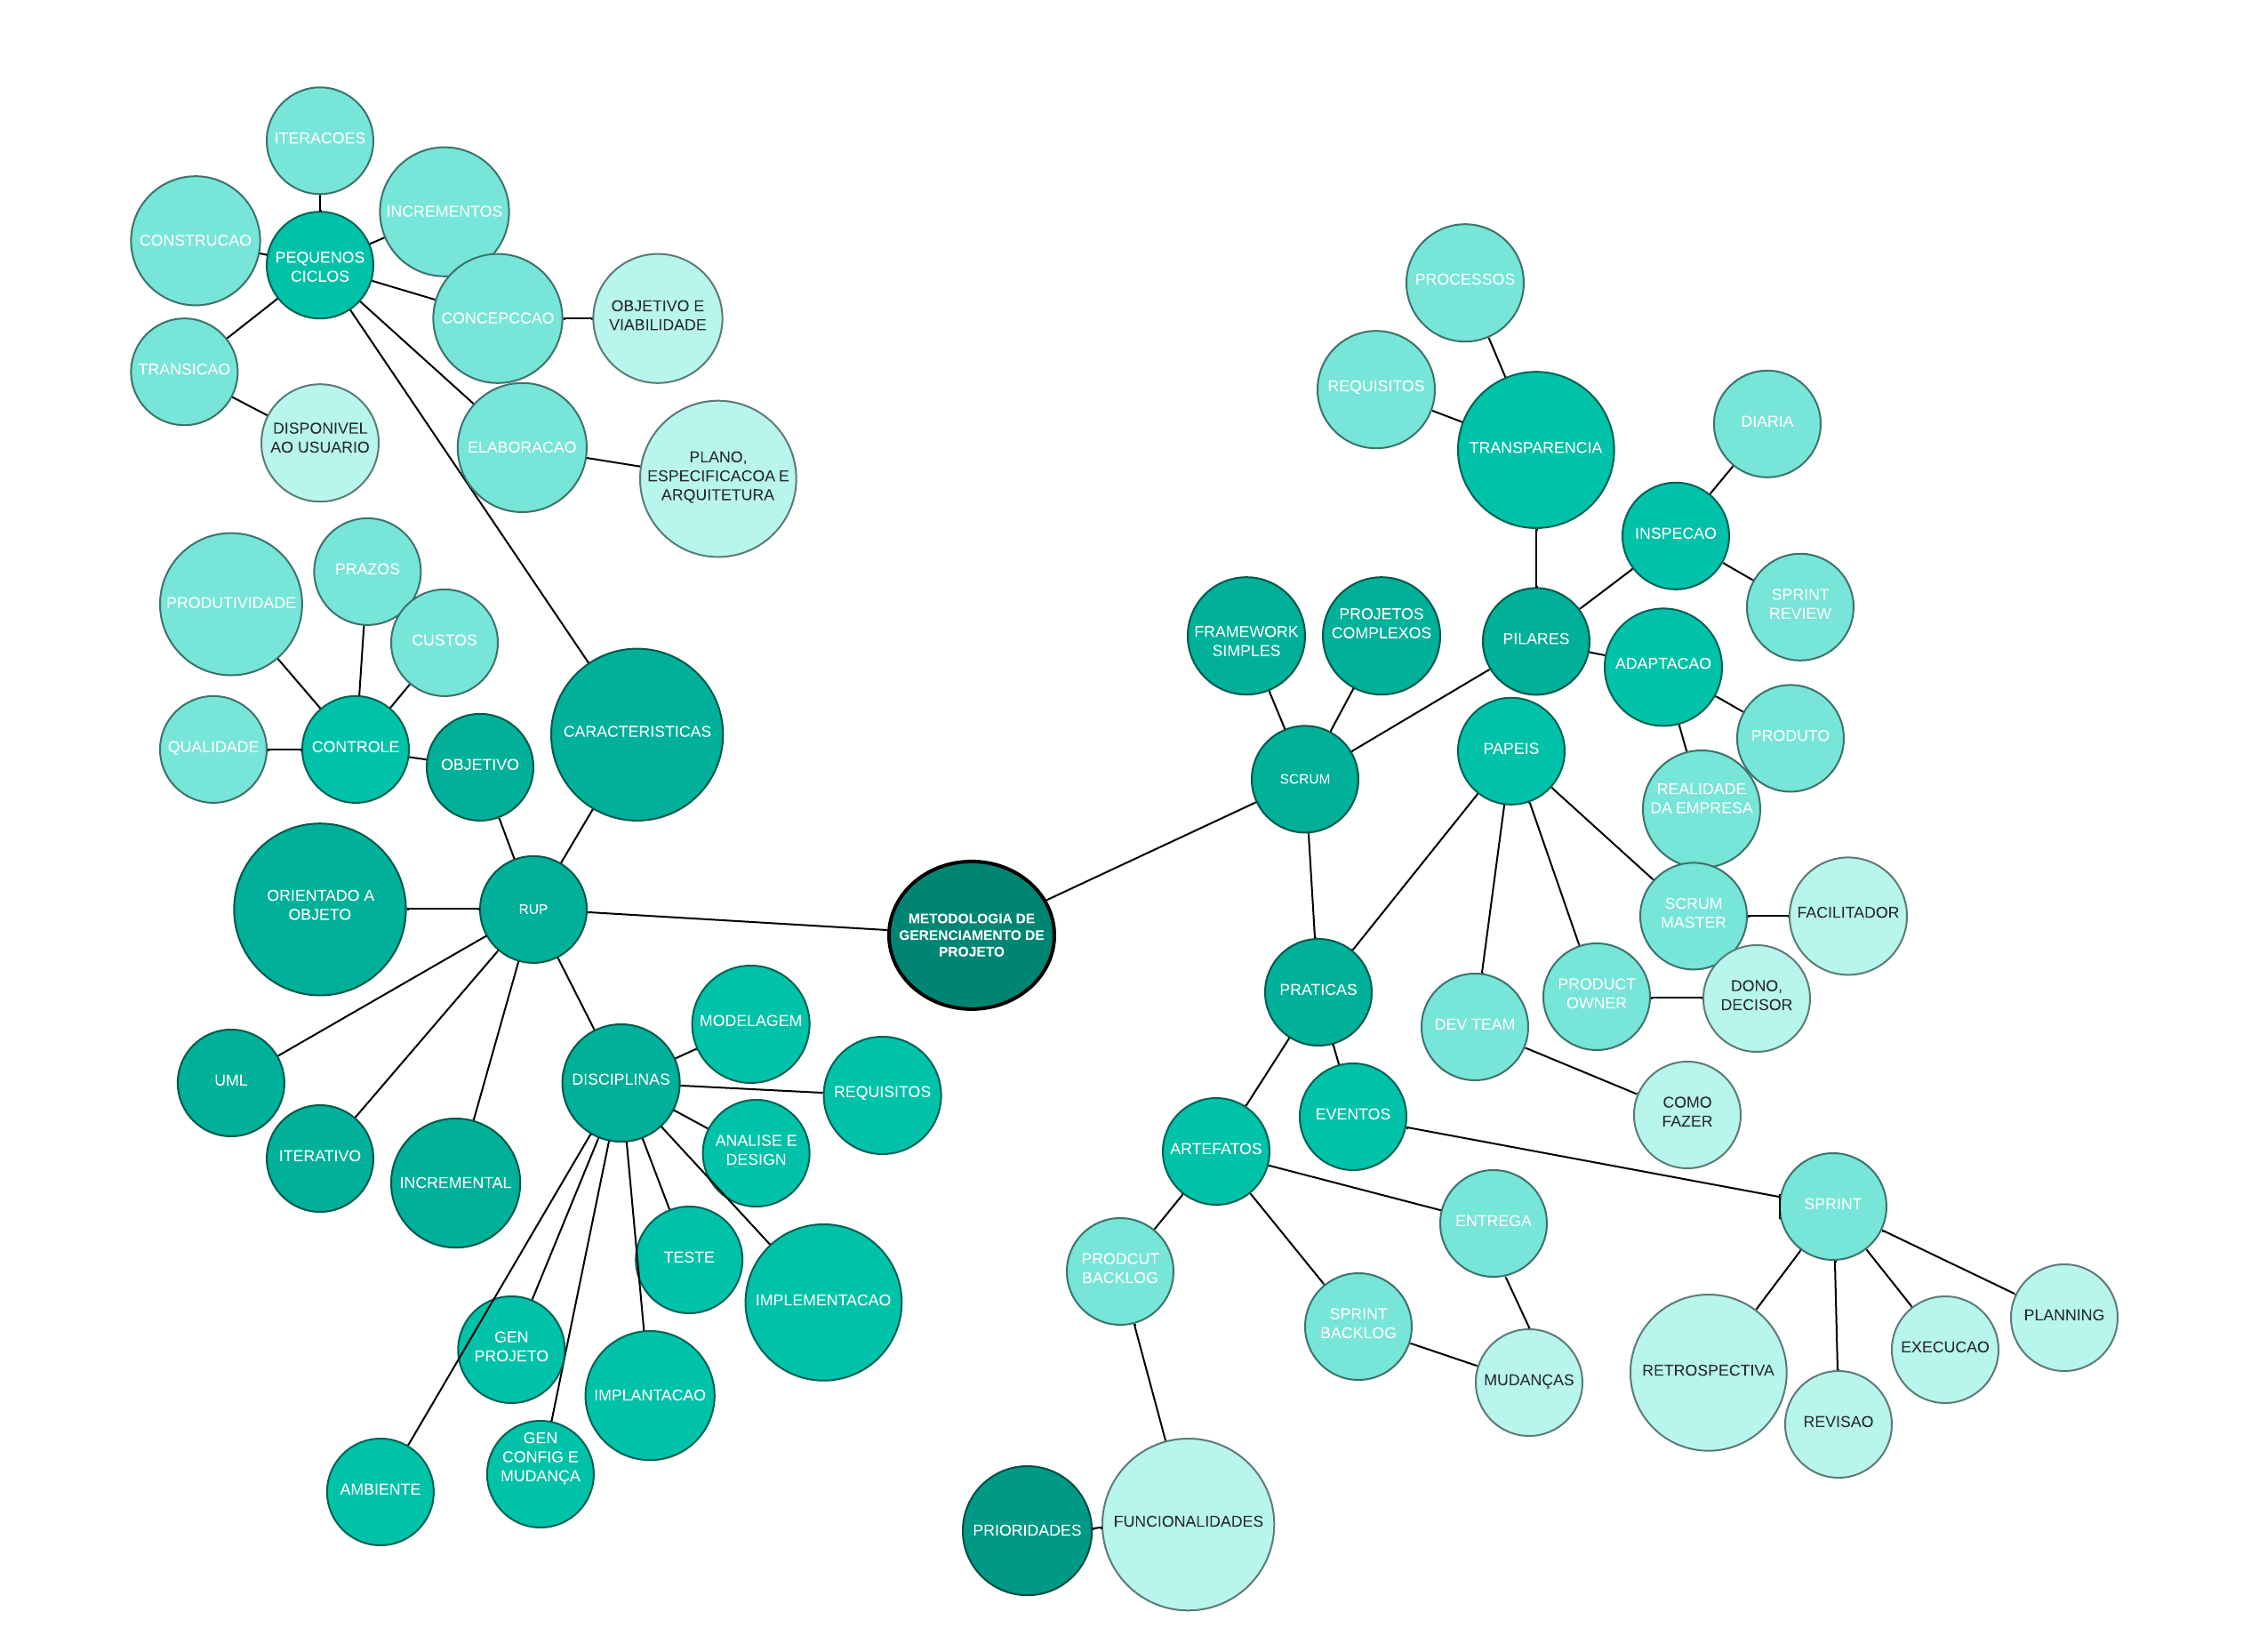 ITERACOES
INCREMENTOS
CONSTRUCAO
PEQUENOS
CICLOS
CONCEPCCAO
OBJETIVO E
VIABILIDADE
TRANSICAO
DISPONIVEL
AO USUARIO
ELABORACAO
PLANO,
ESPECIFICACOA E
ARQUITETURA
PRODUTIVIDADE
PRAZOS
CUSTOS
QUALIDADE
CONTROLE
OBJETIVO
CARACTERISTICAS
ORIENTADO A
OBJETO
RUP
METODOLOGIA DE
GERENCIAMENTO DE
PROJETO
UML
ITERATIVO
INCREMENTAL
DISCIPLINAS
MODELAGEM
REQUISITOS
ANALISE E
DESIGN
TESTE
IMPLEMENTACAO
GEN
PROJETO
IMPLANTACAO
GEN
CONFIG E
MUDANÇA
AMBIENTE
PROCESSOS
REQUISITOS
TRANSPARENCIA
DIARIA
INSPECAO
SPRINT
REVIEW
FRAMEWORK
SIMPLES
PROJETOS
COMPLEXOS
PILARES
ADAPTACAO
PRODUTO
REALIDADE
DA EMPRESA
SCRUM
PAPEIS
SCRUM
MASTER
FACILITADOR
PRODUCT
OWNER
DONO,
DECISOR
DEV TEAM
COMO
FAZER
PRATICAS
EVENTOS
ARTEFATOS
SPRINT
ENTREGA
PRODCUT
BACKLOG
SPRINT
BACKLOG
MUDANÇAS
RETROSPECTIVA
REVISAO
EXECUCAO
PLANNING
PRIORIDADES
FUNCIONALIDADES